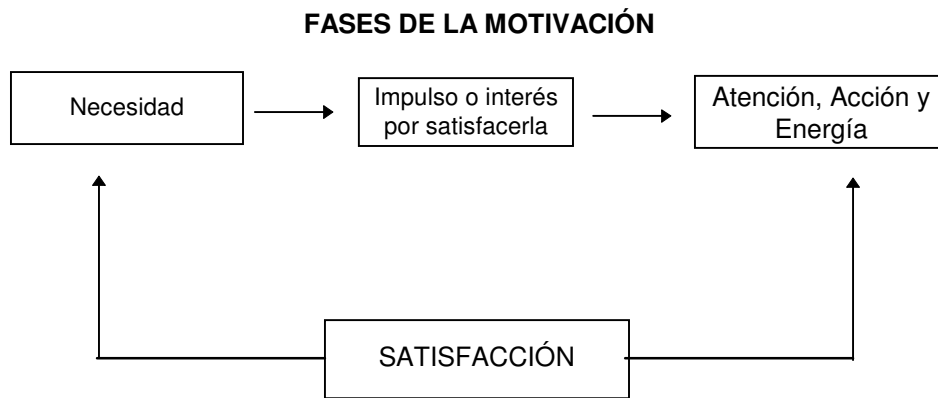 FASES DE LA MOTIVACIÓN
Necesidad
Impulso o interés
por satisfacerla
Atención, Acción y
Energía
SATISFACCIÓN